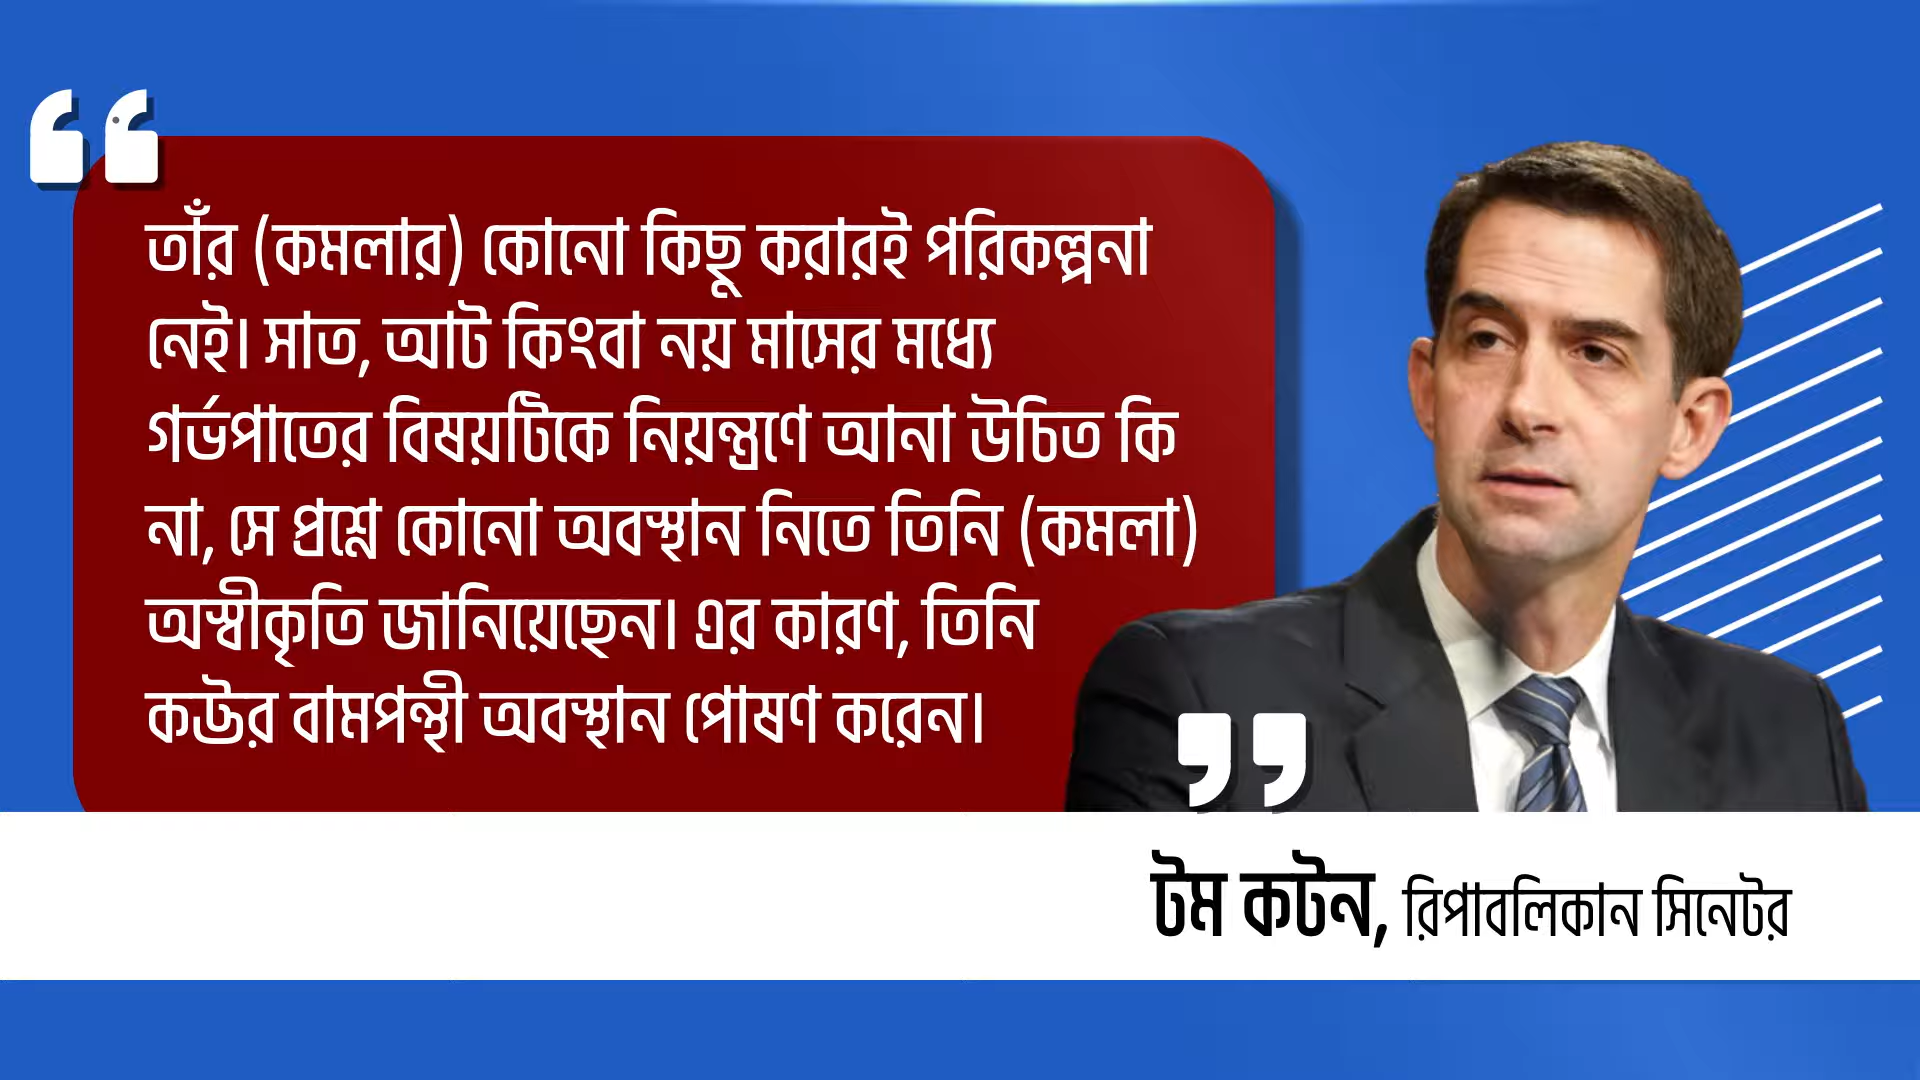 “
তাঁর (কমলার) কোনো কিছু করারই পরিকল্পনা
নেই। সাত, আট কিংবা নয় মাসের মধ্যে
গর্ভপাতের বিষয়টিকে নিয়ন্ত্রণে আনা উচিত কি
না, সে প্রশ্নে কোনো অবস্থান নিতে তিনি (কমলা)
অস্বীকৃতি জানিয়েছেন। এর কারণ, তিনি
কট্টর বামপন্থী অবস্থান পোষণ করেন।
”
টম কটন, রিপাবলিকান সিনেটর